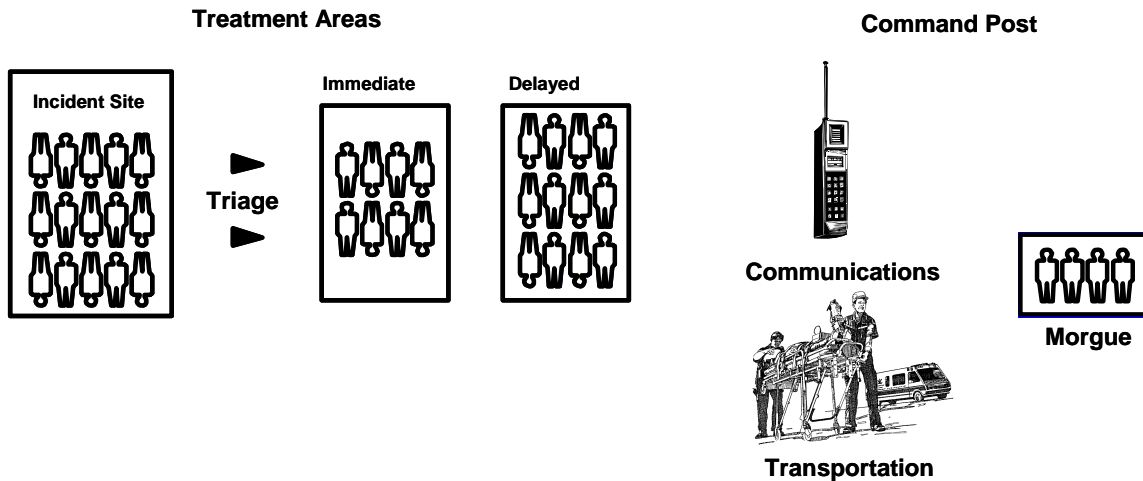 Treatment Areas
Command Post
Incident Site
Immediate
Delayed
Triage
Communications
Morgue
Transportation